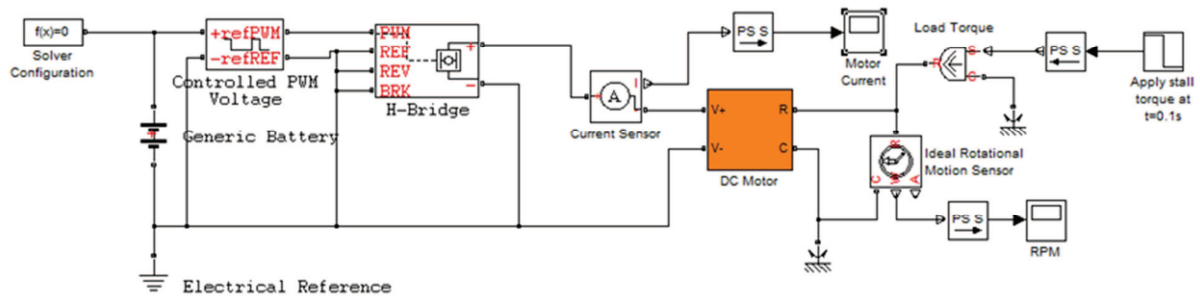 f(x)=0
Solver
Configuration
+refPWM
-refREF
Controlled PWM
Voltage
PWM
REF
REV
BRK
+
-
H-Bridge
Generic Battery
+
Electrical Reference
+
A
I
Current Sensor
PS S
Motor
Current
V+
V-
R
C
DC Motor
Load Torque
R
S
C
PS S
Apply stall
torque at
t=0.1s
R
C
W
A
Ideal Rotational
Motion Sensor
PS S
RPM